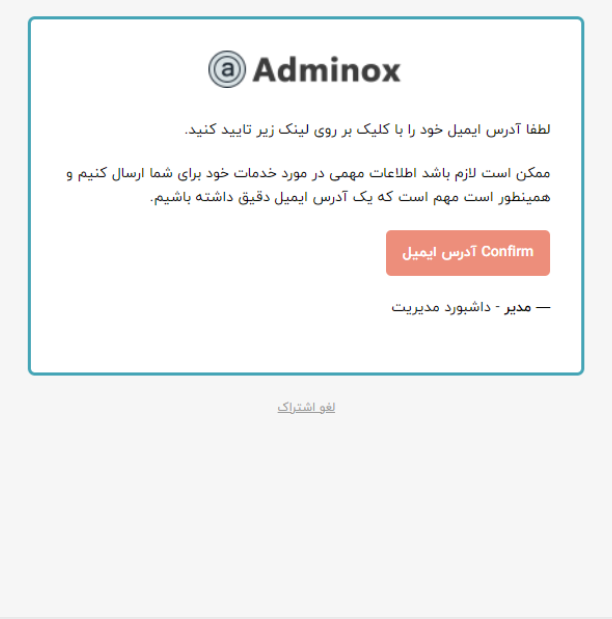 ⓐ Adminox
لطفا آدرس ایمیل خود را با کلیک بر روی لینک زیر تایید کنید.
ممکن است لازم باشد اطلاعات مهمی در مورد خدمات خود برای شما ارسال کنیم و
همینطور است مهم است که یک آدرس ایمیل دقیق داشته باشیم.
Confirm آدرس ایمیل
— مدیر - داشبورد مدیریت
لغو اشتراک